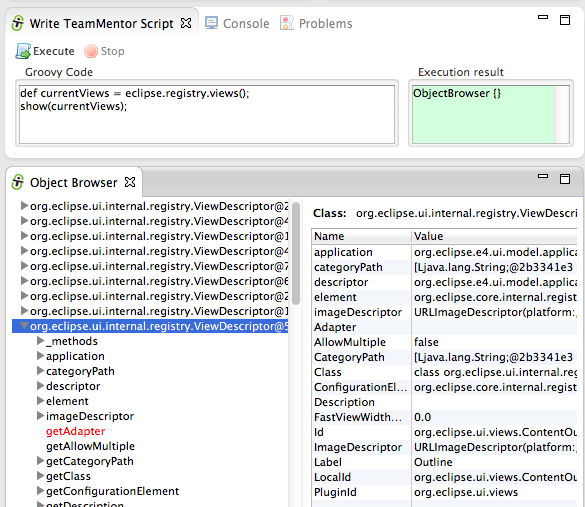 Write TeamMentor Script
Console
Problems
Execute
Stop
Groovy Code
Execution result
def currentViews = eclipse.registry.views();
show(currentViews);
ObjectBrowser {}
Object Browser
org.eclipse.ui.internal.registry.ViewDescriptor@2
org.eclipse.ui.internal.registry.ViewDescriptor@4
org.eclipse.ui.internal.registry.ViewDescriptor@1
org.eclipse.ui.internal.registry.ViewDescriptor@4
org.eclipse.ui.internal.registry.ViewDescriptor@7
org.eclipse.ui.internal.registry.ViewDescriptor@6
org.eclipse.ui.internal.registry.ViewDescriptor@2
org.eclipse.ui.internal.registry.ViewDescriptor@1
org.eclipse.ui.internal.registry.ViewDescriptor@5
_methods
application
categoryPath
descriptor
element
imageDescriptor
getAdapter
getAllowMultiple
getCategoryPath
getClass
getConfigurationElement
getDescription
Class: org.eclipse.ui.internal.registry.ViewDescri
Name Value
application org.eclipse.e4.ui.model.applica
categoryPath [Ljava.lang.String;@2b3341e3
descriptor org.eclipse.e4.ui.model.applica
element org.eclipse.core.internal.regist
imageDescriptor URLImageDescriptor(platform:,
Adapter
AllowMultiple false
CategoryPath [Ljava.lang.String;@2b3341e3
Class class org.eclipse.ui.internal.re
ConfigurationEl... org.eclipse.core.internal.regist
Description
FastViewWidth... 0.0
Id org.eclipse.ui.views.ContentOu
ImageDescriptor URLImageDescriptor(platform:,
Label Outline
LocalId org.eclipse.ui.views.ContentOu
PluginId org.eclipse.ui.views